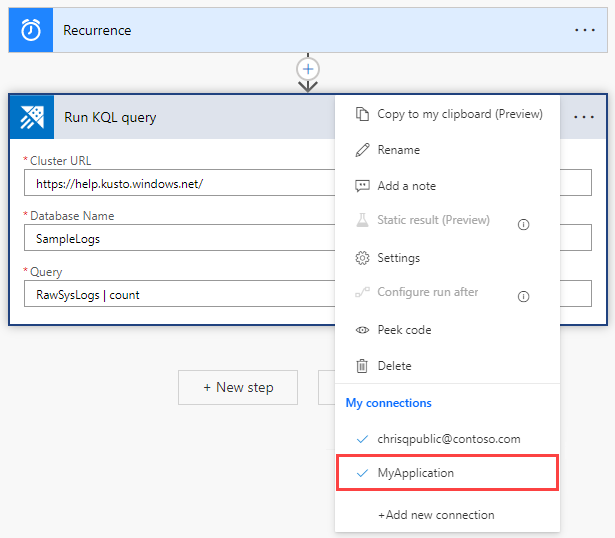 Recurrence
Run KQL query
* Cluster URL
https://help.kusto.windows.net/
* Database Name
SampleLogs
* Query
RawSysLogs | count
+ New step
Copy to my clipboard (Preview)
Rename
Add a note
Static result (Preview)
Settings
Configure run after
Peek code
Delete
My connections
chrisqpublic@contoso.com
MyApplication
+Add new connection